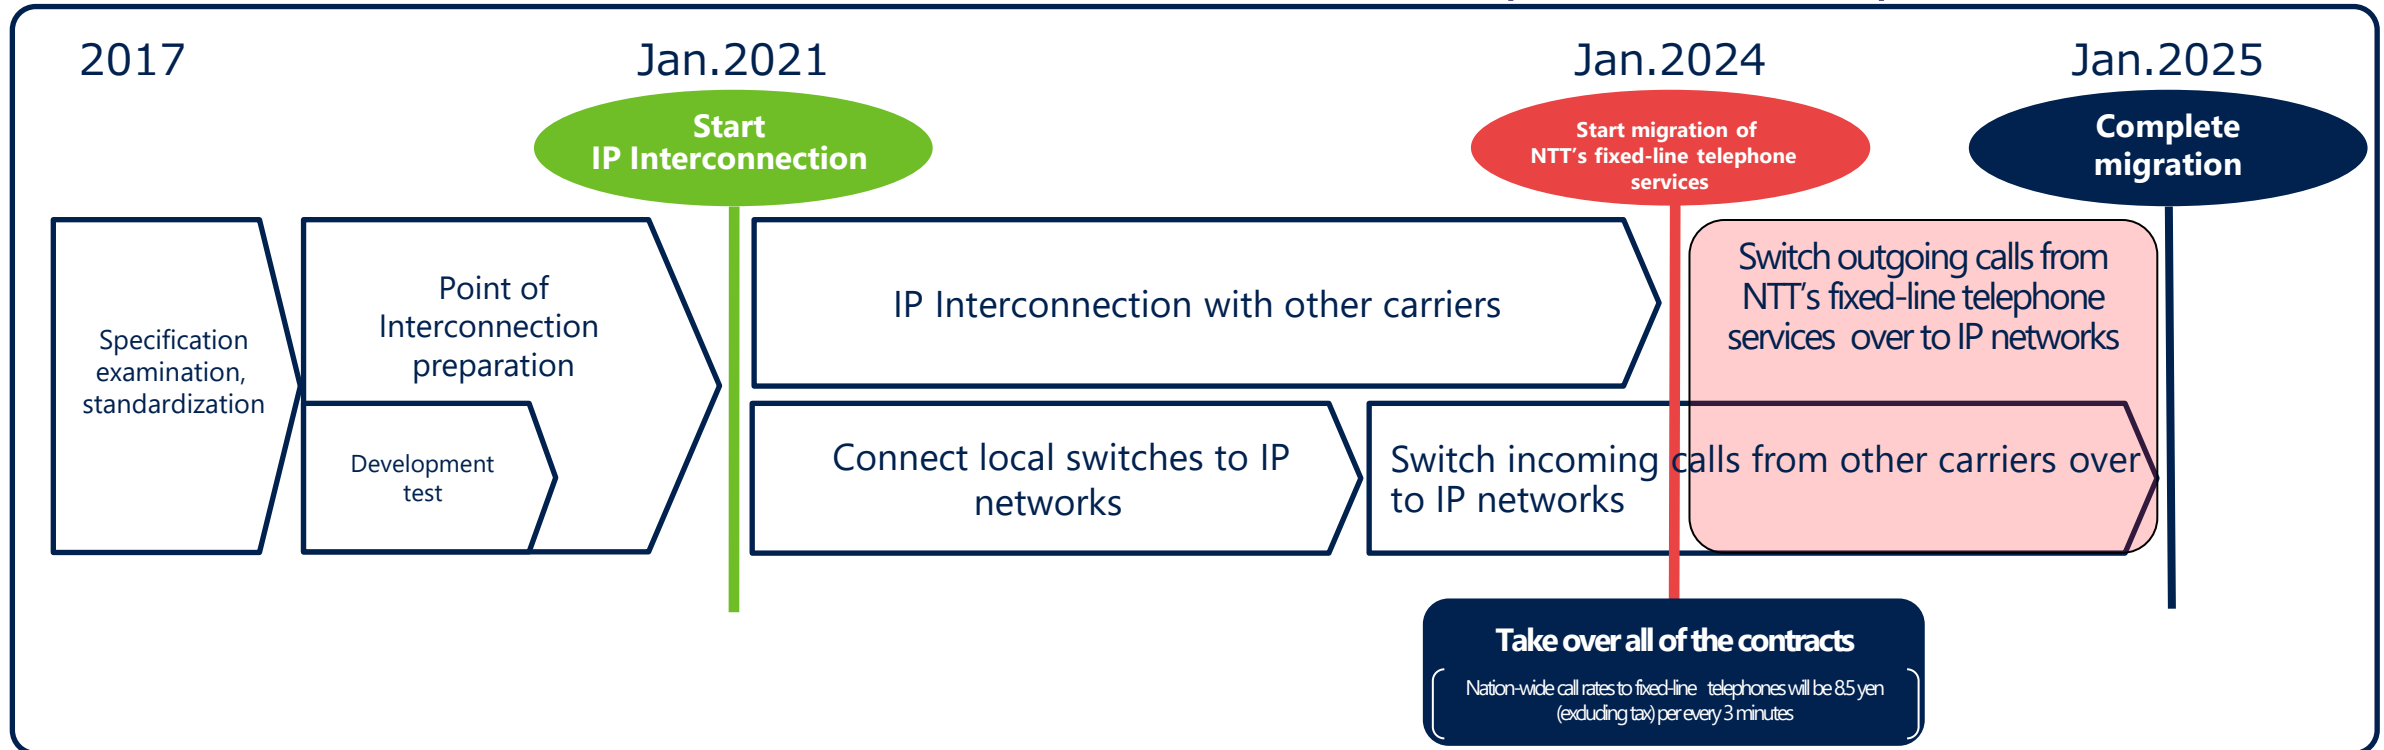 2017
Jan.2021
Jan.2024
Jan.2025
Start
IP Interconnection
Start migration of
NTT’s fixed-line telephone
services
Complete
migration
Specification
examination,
standardization
Point of
Interconnection
preparation
Development
test
IP Interconnection with other carriers
Connect local switches to IP
networks
Switch outgoing calls from
NTT’s fixed-line telephone
services over to IP networks
Switch incoming calls from other carriers over
to IP networks
Take over all of the contracts
Nation-wide call rates to fixed-line telephones will be 8.5 yen
(excluding tax) per every 3 minutes